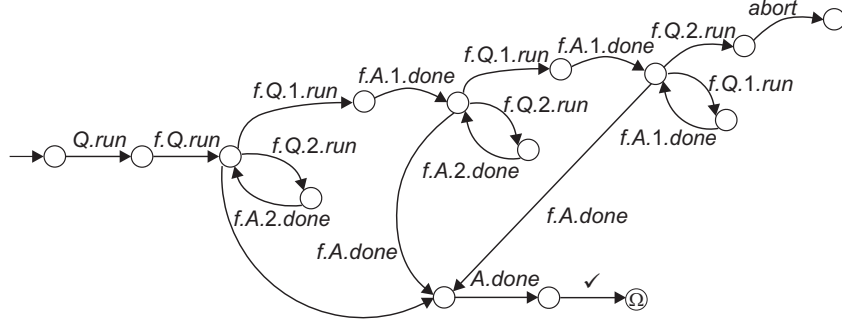 abort
f.Q.2.run
f.Q.1.run
f.A.1.done
f.Q.1.run
f.A.1.done
f.Q.1.run
f.Q.2.run
f.A.1.done
Q.run
f.Q.run
f.Q.2.run
f.A.2.done
f.A.2.done
f.A.done
f.A.done
A.done
✓
Ω